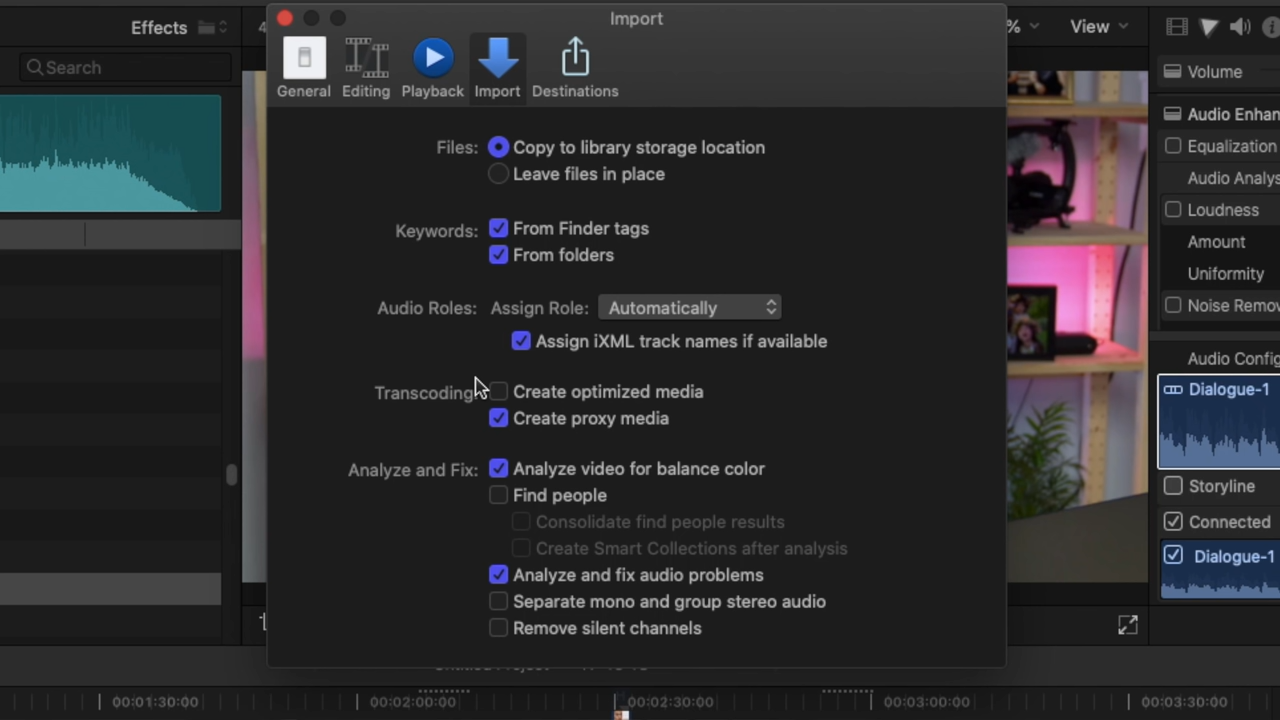 Import
Effects
4
%
View
Search
General
Editing
Playback
Import
Destinations
Volume
Audio Enhan
Equalization
Audio Analys
Loudness
Amount
Uniformity
Noise Remov
Audio Config
Dialogue-1
Storyline
Connected
Dialogue-1
Files:
Copy to library storage location
Leave files in place
Keywords:
From Finder tags
From folders
Audio Roles:
Assign Role:
Automatically
Assign iXML track names if available
Transcoding
Create optimized media
Create proxy media
Analyze and Fix:
Analyze video for balance color
Find people
Consolidate find people results
Create Smart Collections after analysis
Analyze and fix audio problems
Separate mono and group stereo audio
Remove silent channels
00:01:30:00
00:02:00:00
00:02:30:00
00:03:00:00
00:03:30:00